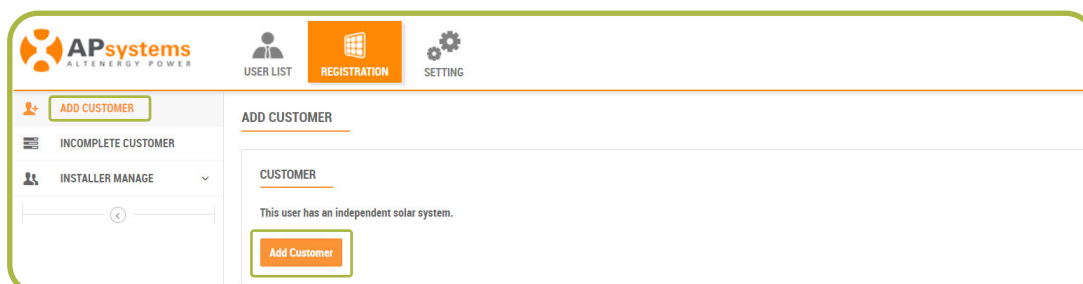 APsystems
ALTENERGY POWER
USER LIST
REGISTRATION
SETTING
ADD CUSTOMER
INCOMPLETE CUSTOMER
INSTALLER MANAGE
ADD CUSTOMER
CUSTOMER
This user has an independent solar system.
Add Customer